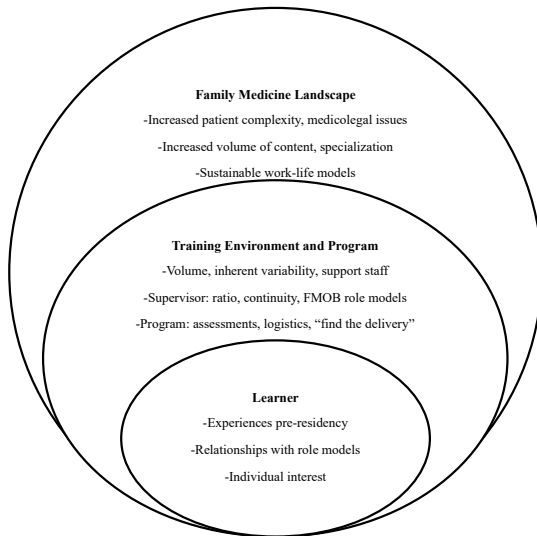 Family Medicine Landscape
-Increased patient complexity, medicolegal issues
-Increased volume of content, specialization
-Sustainable work-life models
Training Environment and Program
-Volume, inherent variability, support staff
-Supervisor: ratio, continuity, FMOB role models
-Program: assessments, logistics, “find the delivery”
Learner
-Experiences pre-residency
-Relationships with role models
-Individual interest